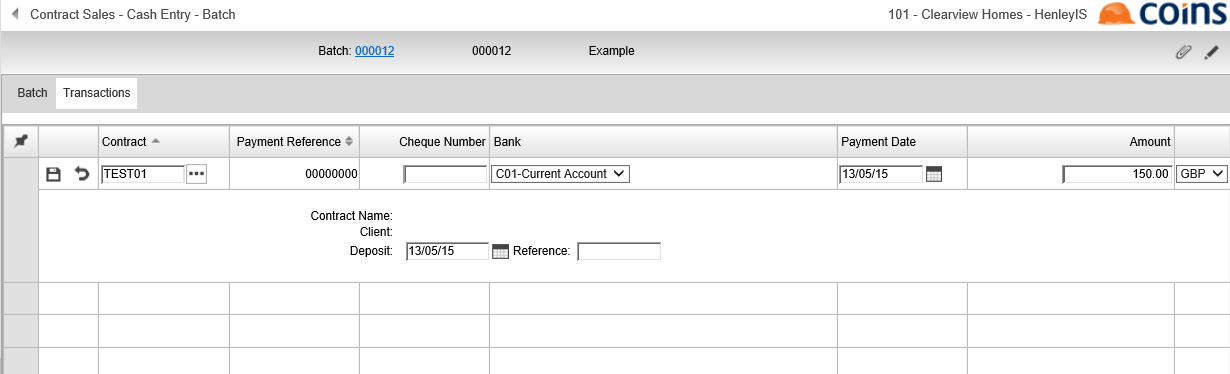 Contract Sales - Cash Entry - Batch 101 - Clearview Homes - HenleyIS coins
Batch: 000012 000012 Example
Batch Transactions
Contract Payment Reference Cheque Number Bank Payment Date Amount
TEST01 ... 00000000 C01-Current Account 13/05/15 150.00 GBP
Contract Name:
Client:
Deposit: 13/05/15 Reference: